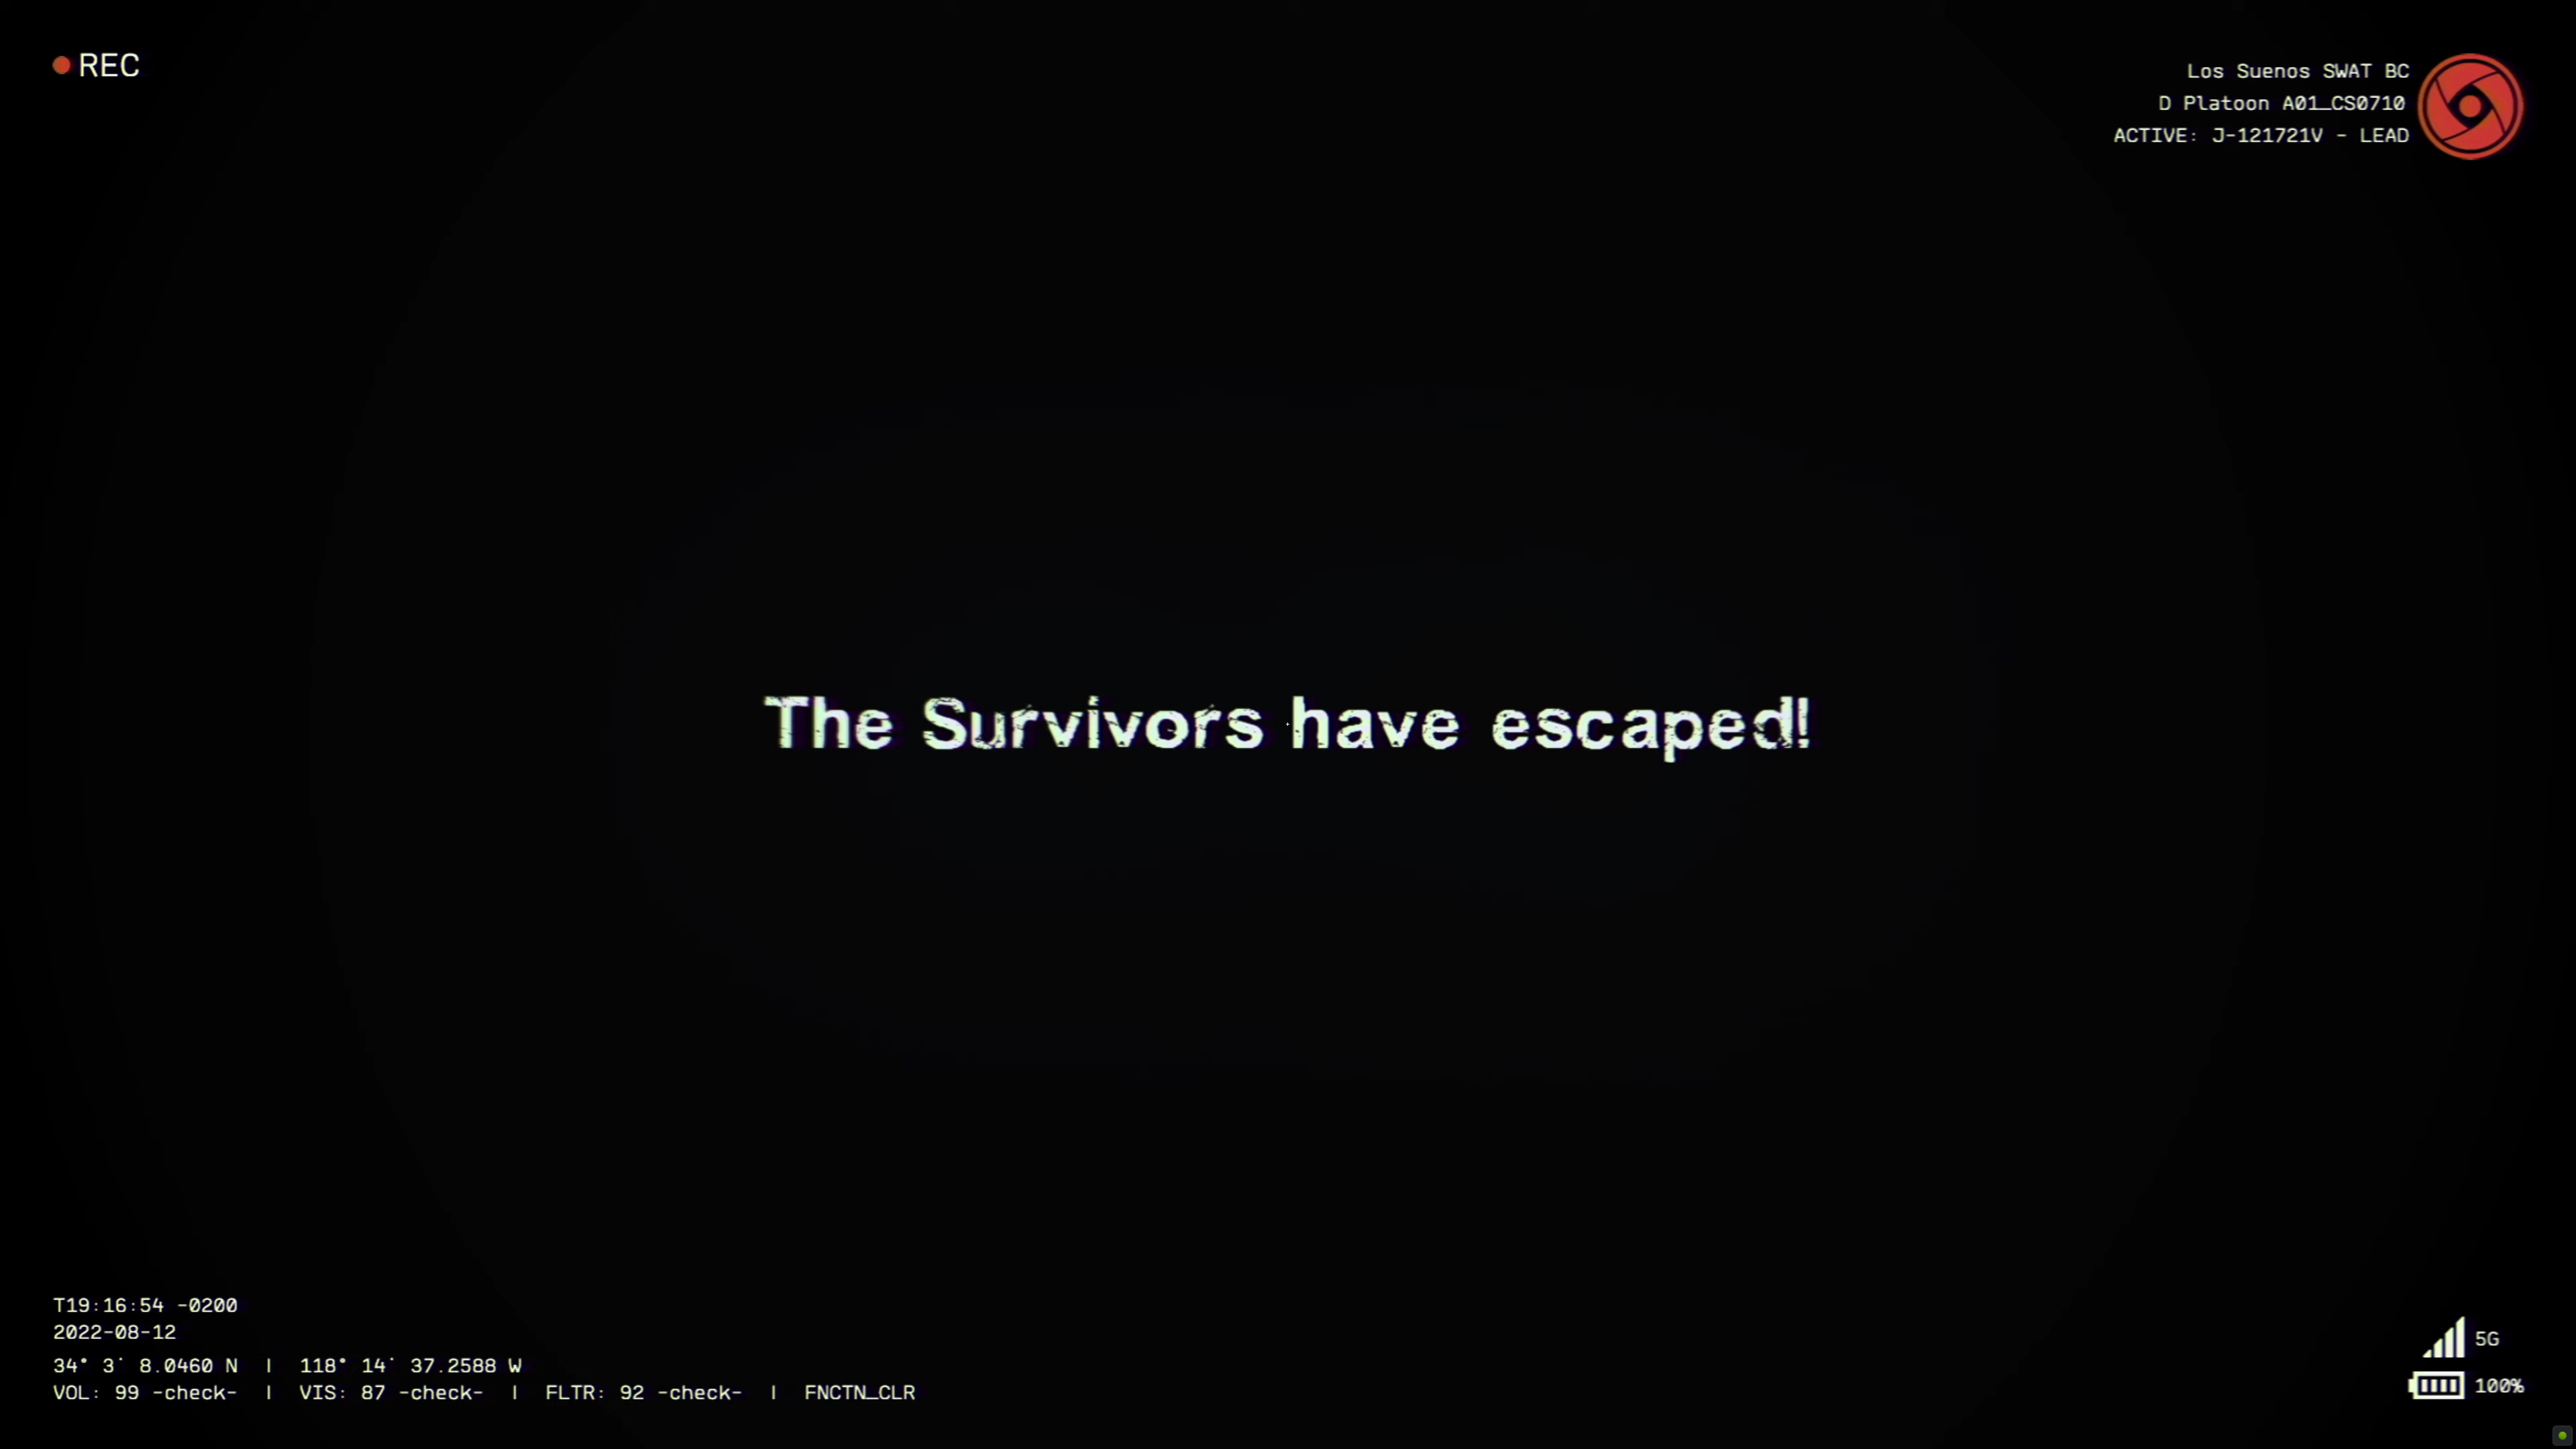 REC
Los Suenos SWAT BC
D Platoon A01_CS0710
ACTIVE: J-121721V - LEAD
The Survivors have escaped!
T19:16:54 -0200
2022-08-12
34° 3' 8.0460 N | 118° 14' 37.2588 W
VOL: 99 -check- | VIS: 87 -check- | FLTR: 92 -check- | FNCTN_CLR
5G
100%